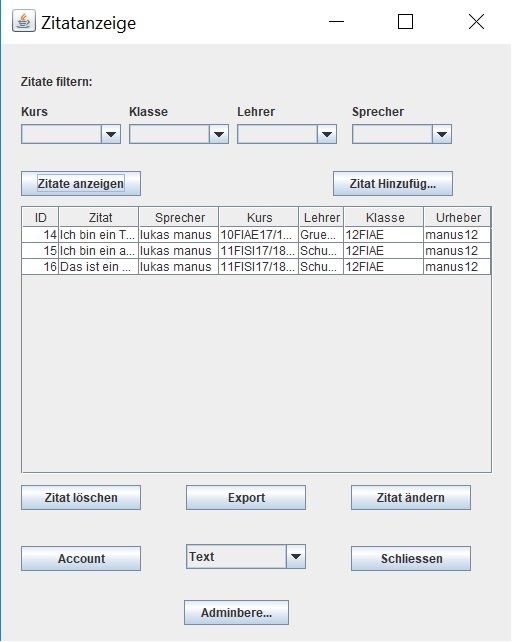 Zitatanzeige
Zitate filtern:
Kurs Klasse Lehrer Sprecher
Zitate anzeigen Zitat Hinzufüg...
ID Zitat Sprecher Kurs Lehrer Klasse Urheber
14 Ich bin ein T... lukas manus 10FIAE17/1... Grue... 12FIAE manus12
15 Ich bin ein a... lukas manus 11FISI17/18... Schu... 12FIAE manus12
16 Das ist ein ... lukas manus 11FISI17/18... Schu... 12FIAE manus12
Zitat löschen Export Zitat ändern
Account Text Schliessen
Adminbere...